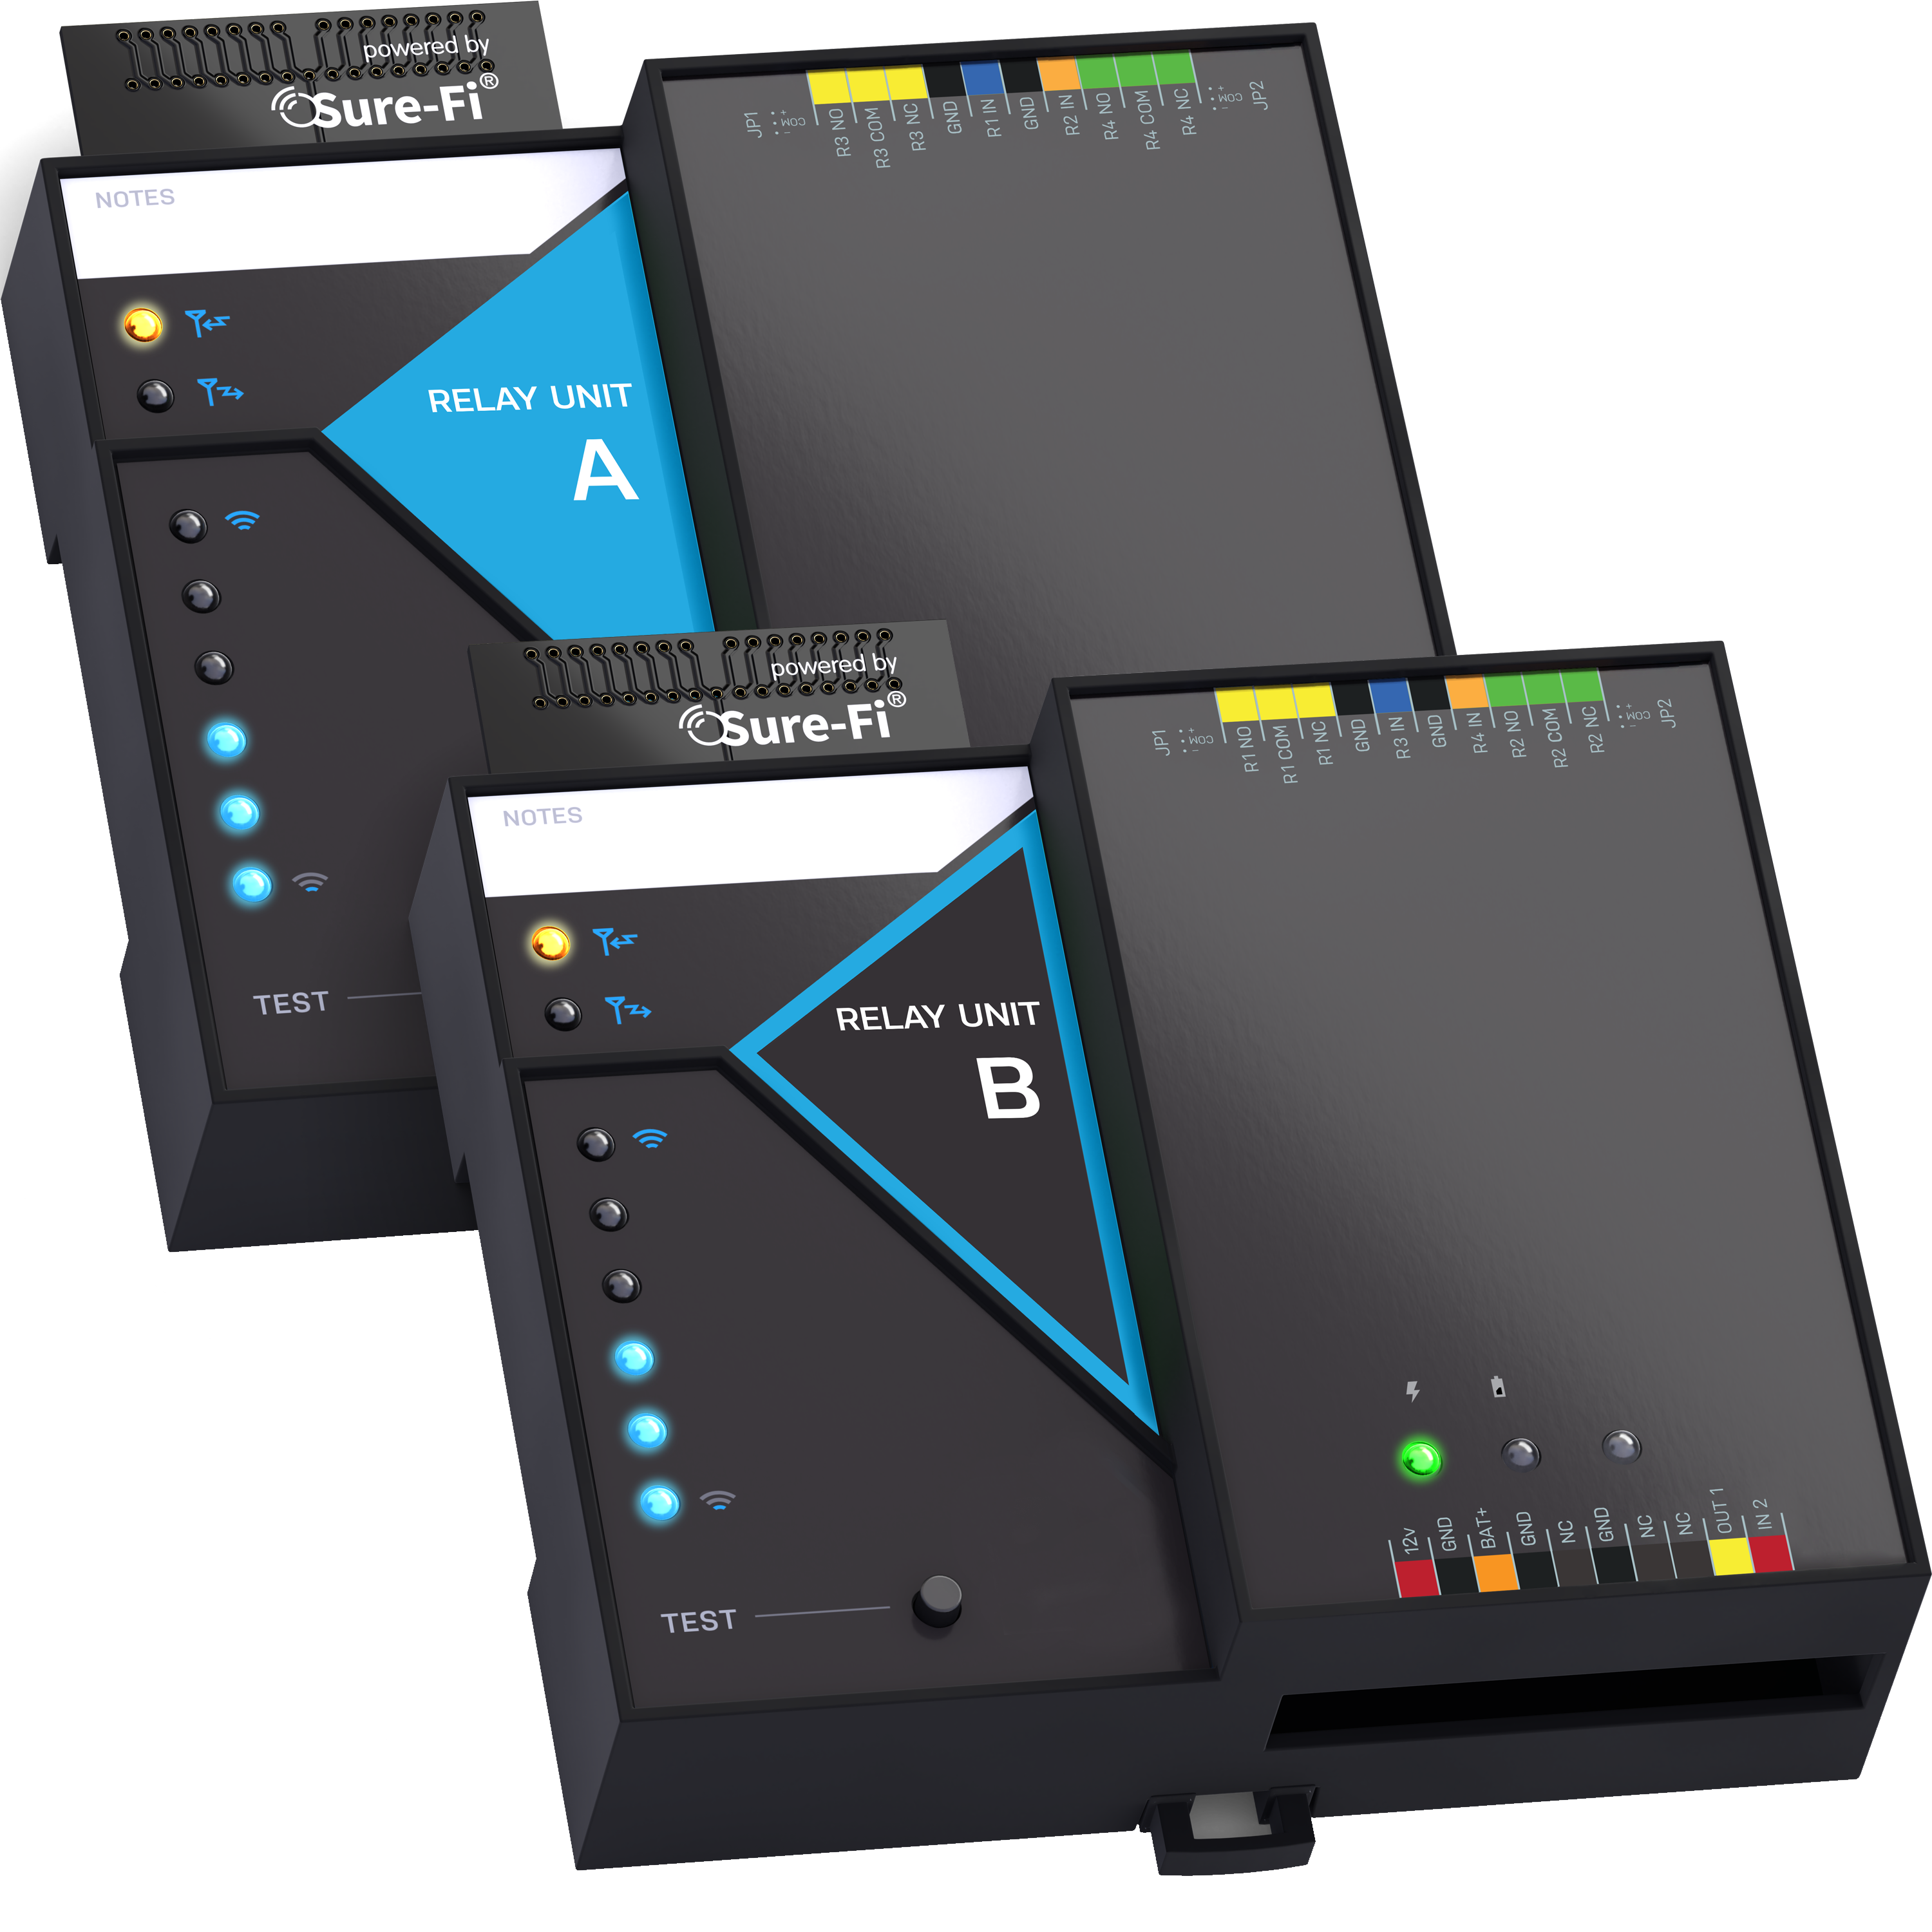 powered by
Sure-Fi®
NOTES
RELAY UNIT
A
TEST
JP1
COM
- +
R3 NO
R3 COM
R3 NC
GND
R1 IN
GND
R2 IN
R4 NO
R4 COM
R4 NC
COM
- +
JP2
powered by
Sure-Fi®
NOTES
RELAY UNIT
B
TEST
JP1
COM
- +
R1 NO
R1 COM
R1 NC
GND
R3 IN
GND
R4 IN
R2 NO
R2 COM
R2 NC
COM
- +
JP2
12v
GND
BAT+
GND
NC
GND
NC
NC
OUT 1
IN 2